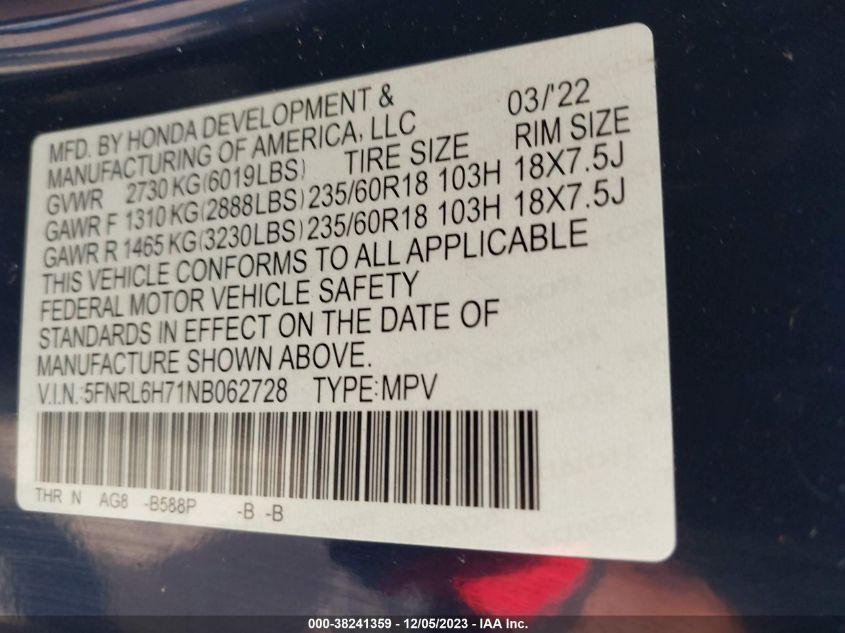 MFD. BY HONDA DEVELOPMENT &
MANUFACTURING OF AMERICA, LLC 03/'22
GVWR 2730 KG(6019LBS) TIRE SIZE RIM SIZE
GAWR F 1310 KG(2888LBS) 235/60R18 103H 18X7.5J
GAWR R 1465 KG(3230LBS) 235/60R18 103H 18X7.5J
THIS VEHICLE CONFORMS TO ALL APPLICABLE
FEDERAL MOTOR VEHICLE SAFETY
STANDARDS IN EFFECT ON THE DATE OF
MANUFACTURE SHOWN ABOVE.
V.I.N.:5FNRL6H71NB062728 TYPE:MPV
THR N AG8 -B588P -B -B
000-38241359 - 12/05/2023 - IAA Inc.